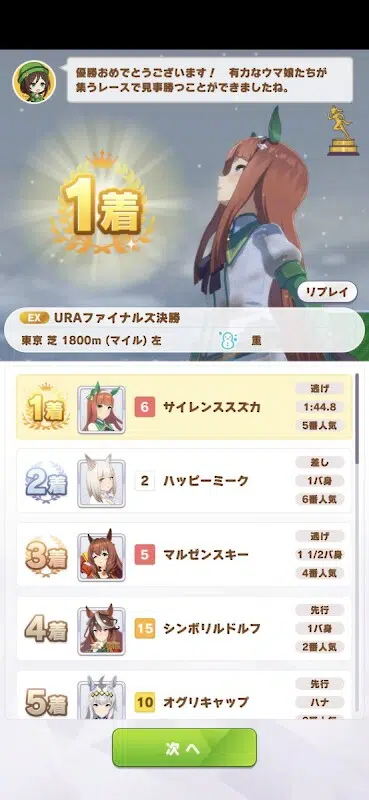 優勝おめでとうございます！　有力なウマ娘たちが
集うレースで見事勝つことができましたね。
1着
リプレイ
EX URAファイナルズ決勝
東京 芝 1800m (マイル) 左 重
逃げ
1着 6 サイレンススズカ 1:44.8
5番人気
差し
2着 2 ハッピーミーク 1バ身
6番人気
逃げ
3着 5 マルゼンスキー 1 1/2バ身
4番人気
先行
4着 15 シンボリルドルフ 1バ身
2番人気
先行
5着 10 オグリキャップ ハナ
次へ